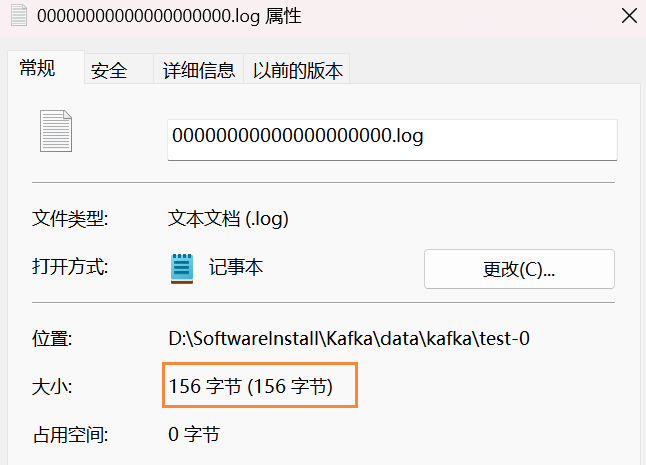 00000000000000000000.log 属性
常规 安全 详细信息 以前的版本
00000000000000000000.log
文件类型: 文本文档 (.log)
打开方式: 记事本 更改(C)...
位置: D:\SoftwareInstall\Kafka\data\kafka\test-0
大小: 156 字节 (156 字节)
占用空间: 0 字节